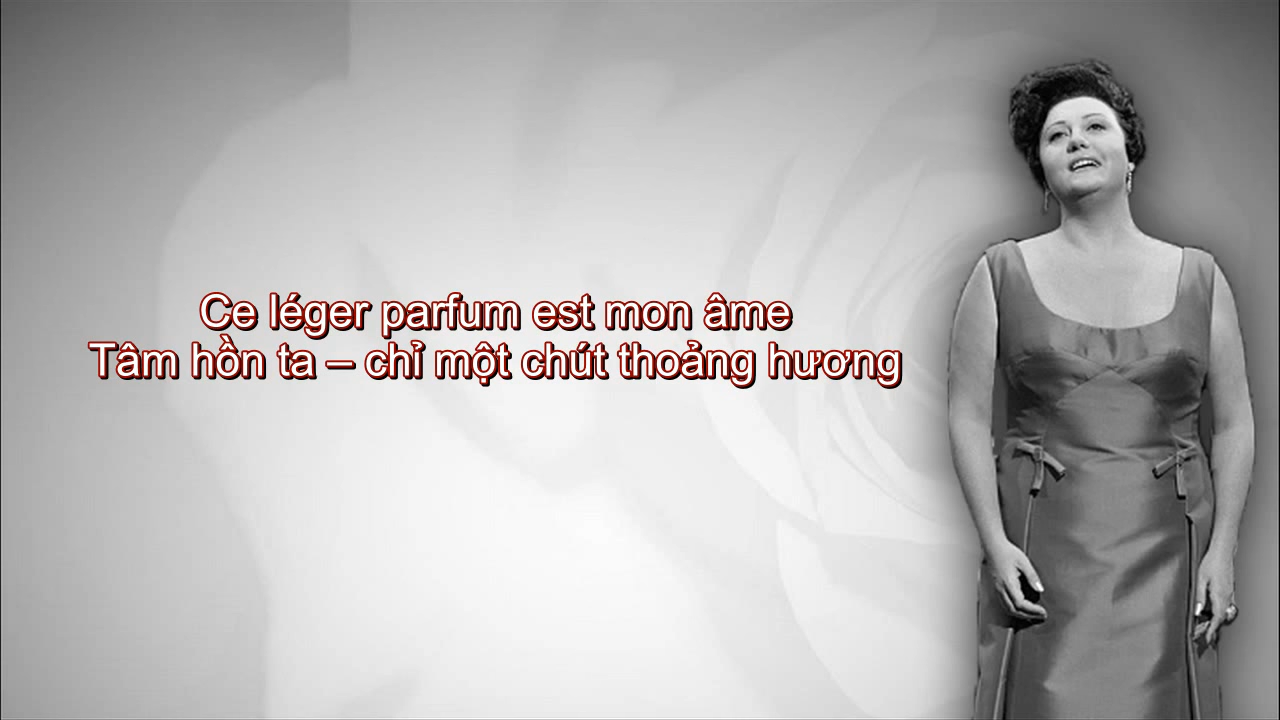 Ce léger parfum est mon âme
Tâm hồn ta – chỉ một chút thoảng hương